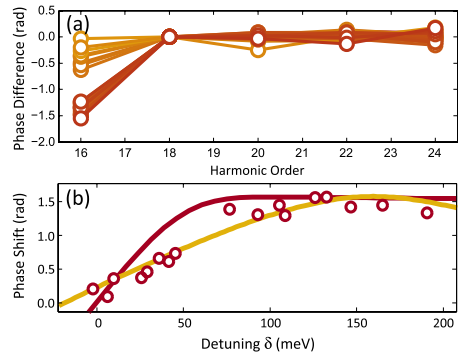 0.5
0.0
-0.5
-1.0
-1.5
-2.0
Phase Difference (rad)
(a)
16 17 18 19 20 21 22 23 24
Harmonic Order
(b)
1.5
1.0
0.5
0.0
Phase Shift (rad)
0 50 100 150 200
Detuning δ (meV)